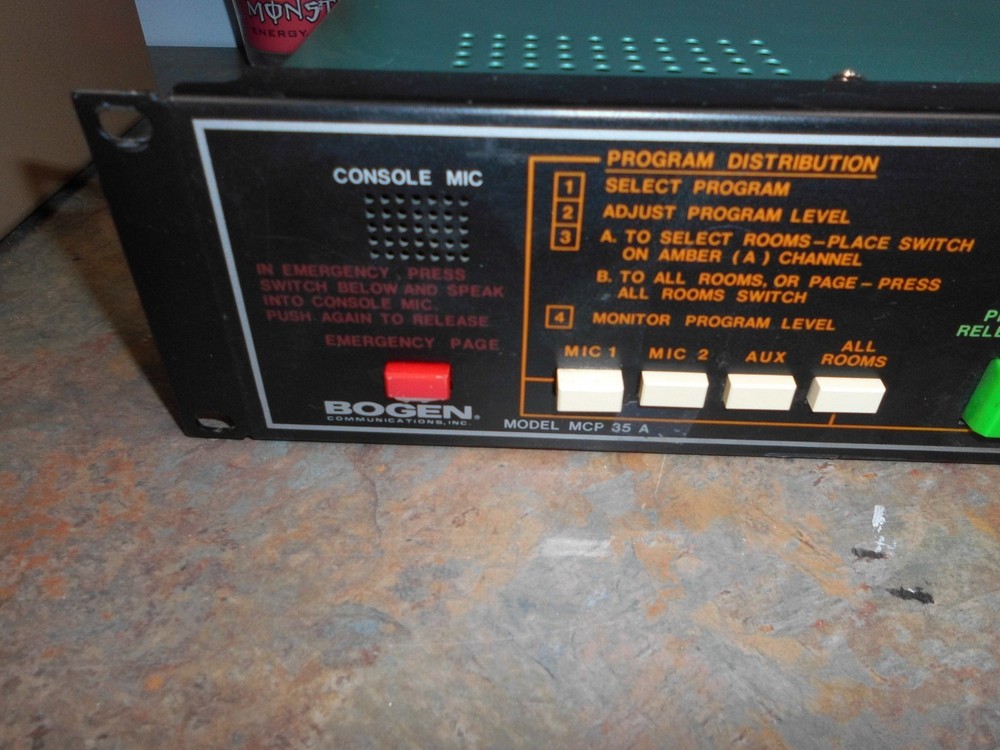 MONST
ENERGY
CONSOLE MIC
IN EMERGENCY, PRESS
SWITCH BELOW AND SPEAK
INTO CONSOLE MIC.
PUSH AGAIN TO RELEASE
EMERGENCY PAGE
BOGEN®
COMMUNICATIONS, INC.
MODEL MCP 35 A
PROGRAM DISTRIBUTION
1 SELECT PROGRAM
2 ADJUST PROGRAM LEVEL
3 A. TO SELECT ROOMS-PLACE SWITCH
ON AMBER (A) CHANNEL
B. TO ALL ROOMS, OR PAGE-PRESS
ALL ROOMS SWITCH
4 MONITOR PROGRAM LEVEL
MIC 1 MIC 2 AUX ALL
ROOMS